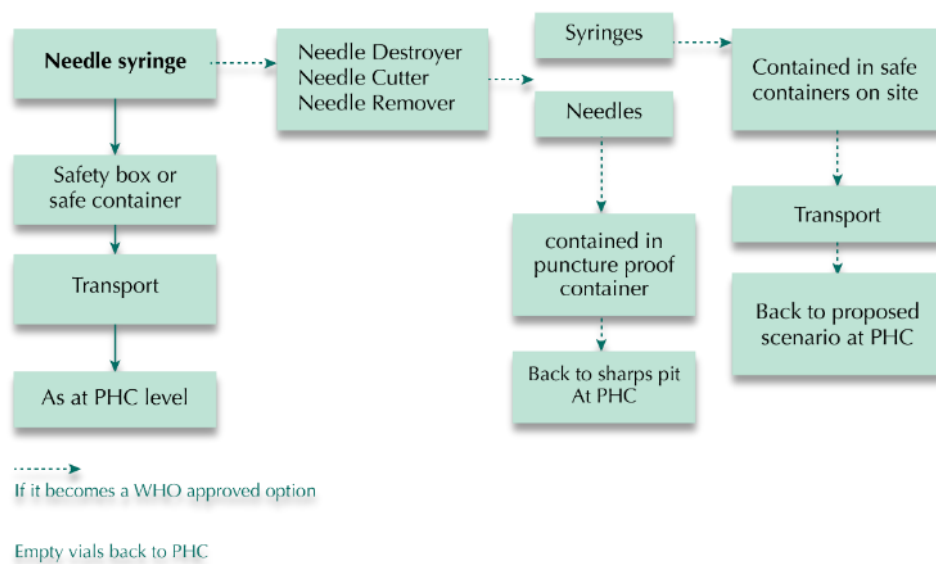 Needle syringe
Needle Destroyer
Needle Cutter
Needle Remover
Syringes
Needles
Contained in safe
containers on site
Safety box or
safe container
Transport
As at PHC level
contained in
puncture proof
container
Back to sharps pit
At PHC
Transport
Back to proposed
scenario at PHC
If it becomes a WHO approved option
Empty vials back to PHC